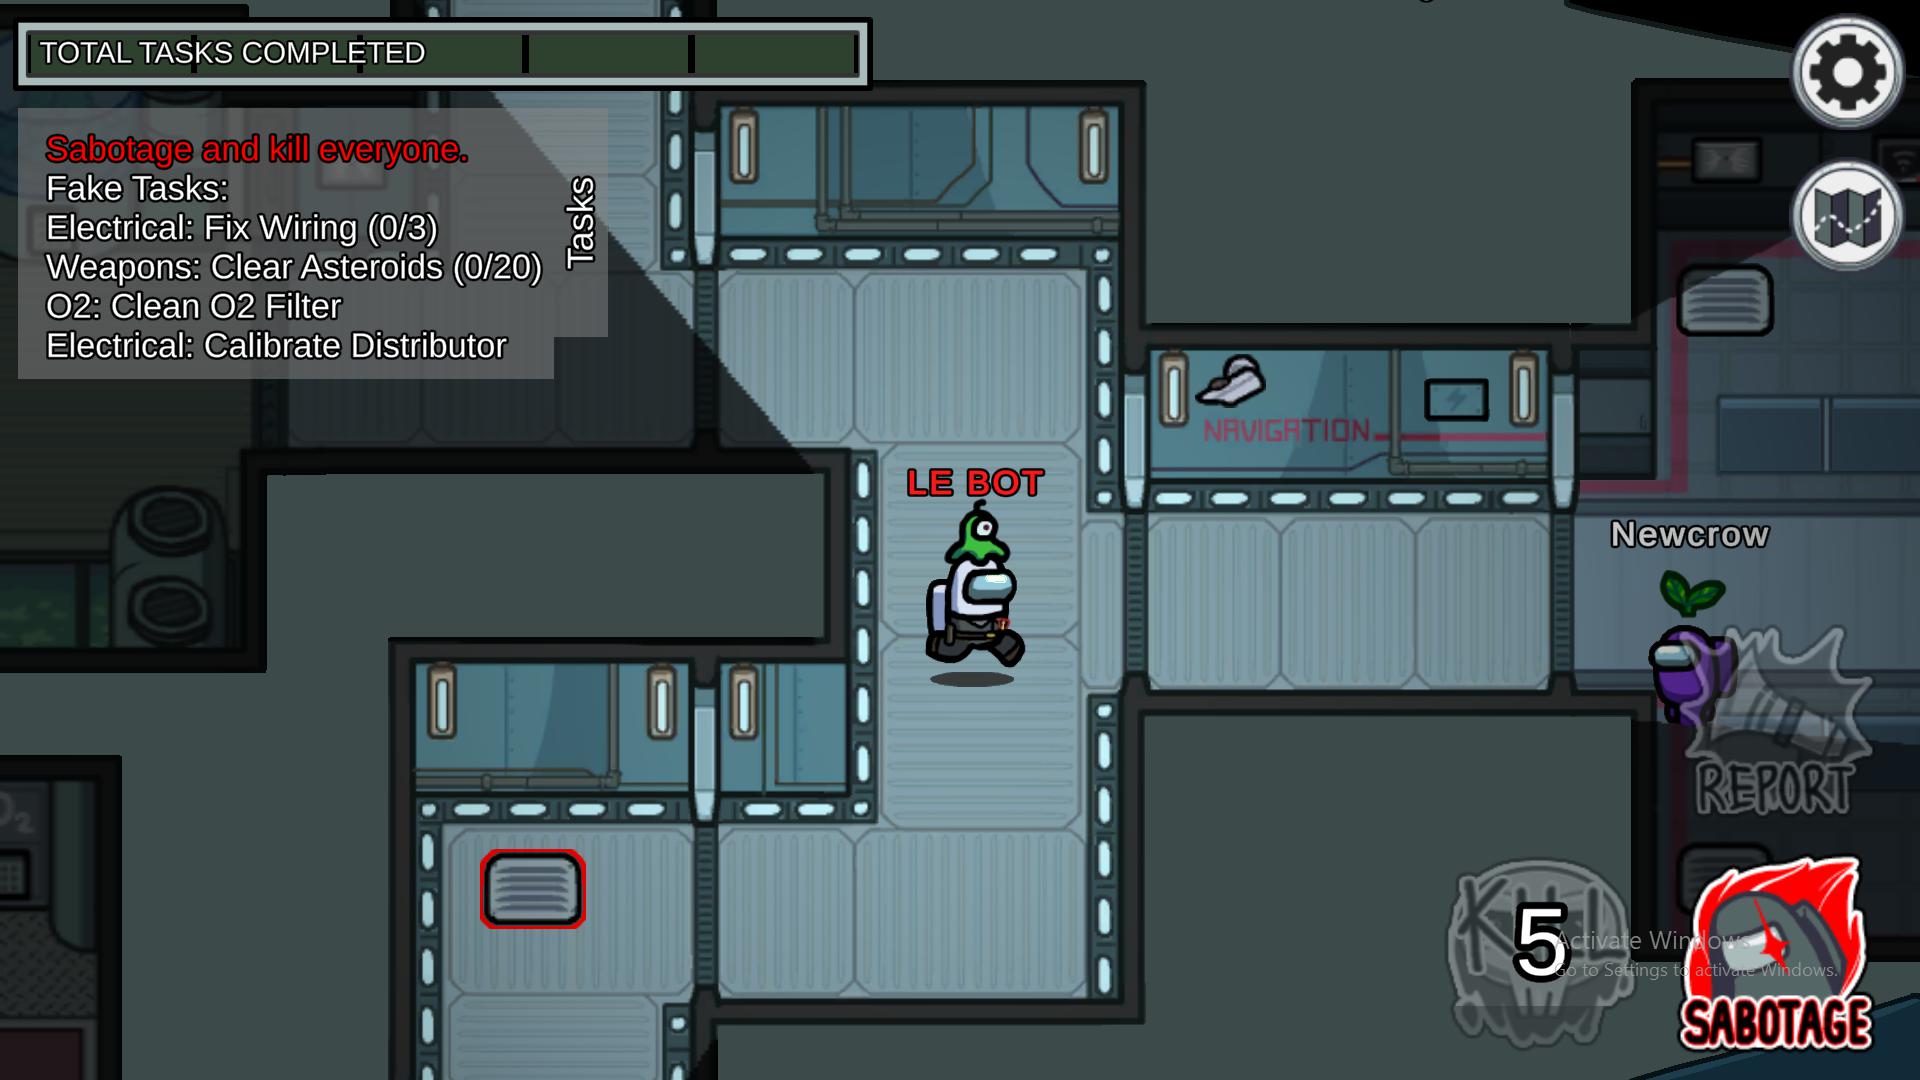 TOTAL TASKS COMPLETED
Sabotage and kill everyone.
Fake Tasks:
Electrical: Fix Wiring (0/3)
Weapons: Clear Asteroids (0/20)
O2: Clean O2 Filter
Electrical: Calibrate Distributor
Tasks
NAVIGATION
LE BOT
Newcrow
REPORT
O2
KILL
5
Activate Windows
Go to Settings to activate Windows.
SABOTAGE